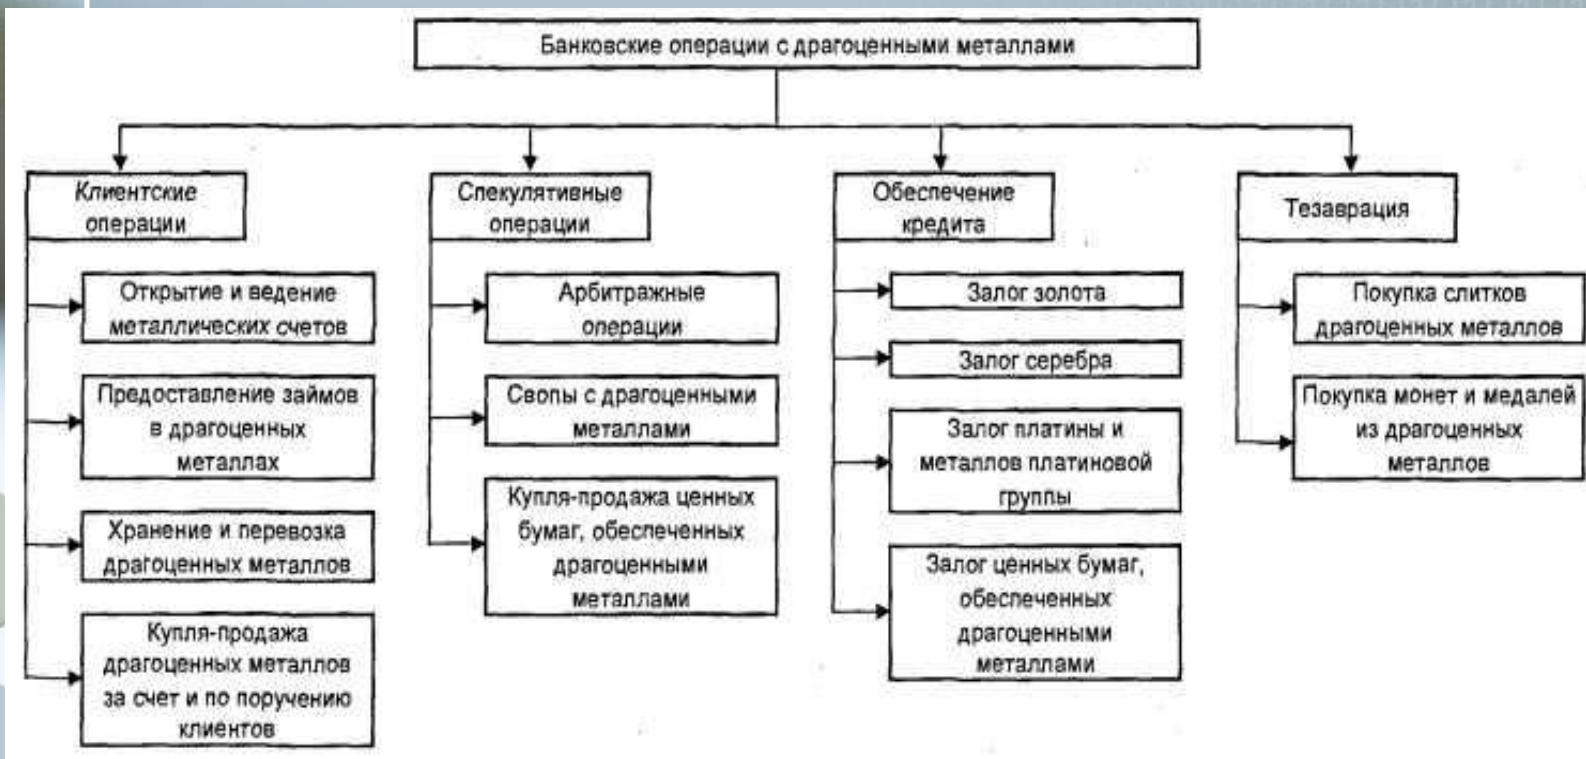 Банковские операции с драгоценными металлами
Клиентские
операции
Открытие и ведение
металлических счетов
Предоставление займов
в драгоценных
металлах
Хранение и перевозка
драгоценных металлов
Купля-продажа
драгоценных металлов
за счет и по поручению
клиентов
Спекулятивные
операции
Арбитражные
операции
Свопы с драгоценными
металлами
Купля-продажа ценных
бумаг, обеспеченных
драгоценными
металлами
Обеспечение
кредита
Залог золота
Залог серебра
Залог платины и
металлов платиновой
группы
Залог ценных бумаг,
обеспеченных
драгоценными
металлами
Тезаврация
Покупка слитков
драгоценных металлов
Покупка монет и медалей
из драгоценных
металлов